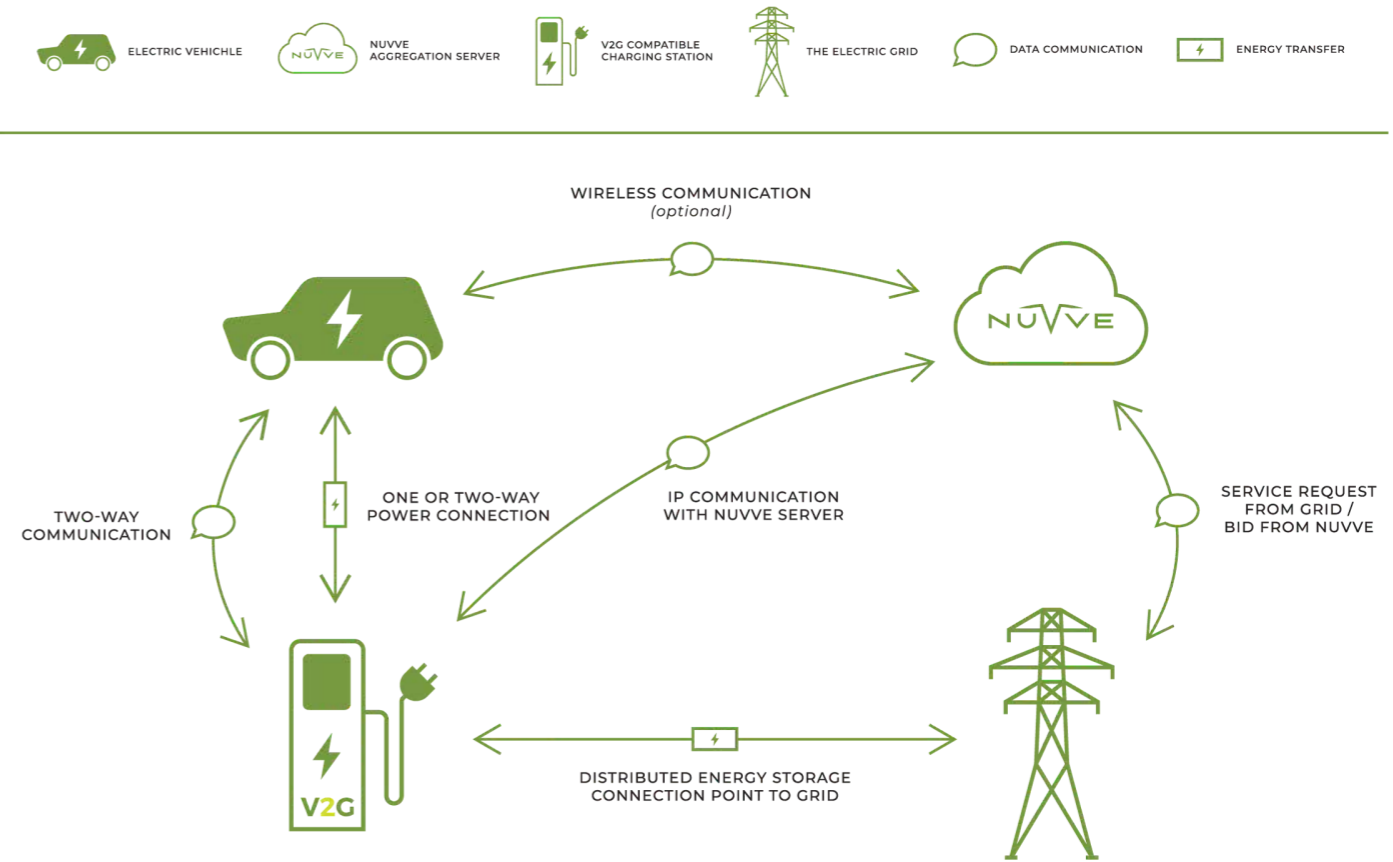 ELECTRIC VEHICHLE
NUVVE
AGGREGATION SERVER
NUVVE
V2G COMPATIBLE
CHARGING STATION
THE ELECTRIC GRID
DATA COMMUNICATION
ENERGY TRANSFER
WIRELESS COMMUNICATION
(optional)
NUVVE
ONE OR TWO-WAY
POWER CONNECTION
IP COMMUNICATION
WITH NUVVE SERVER
SERVICE REQUEST
FROM GRID /
BID FROM NUVVE
TWO-WAY
COMMUNICATION
V2G
DISTRIBUTED ENERGY STORAGE
CONNECTION POINT TO GRID